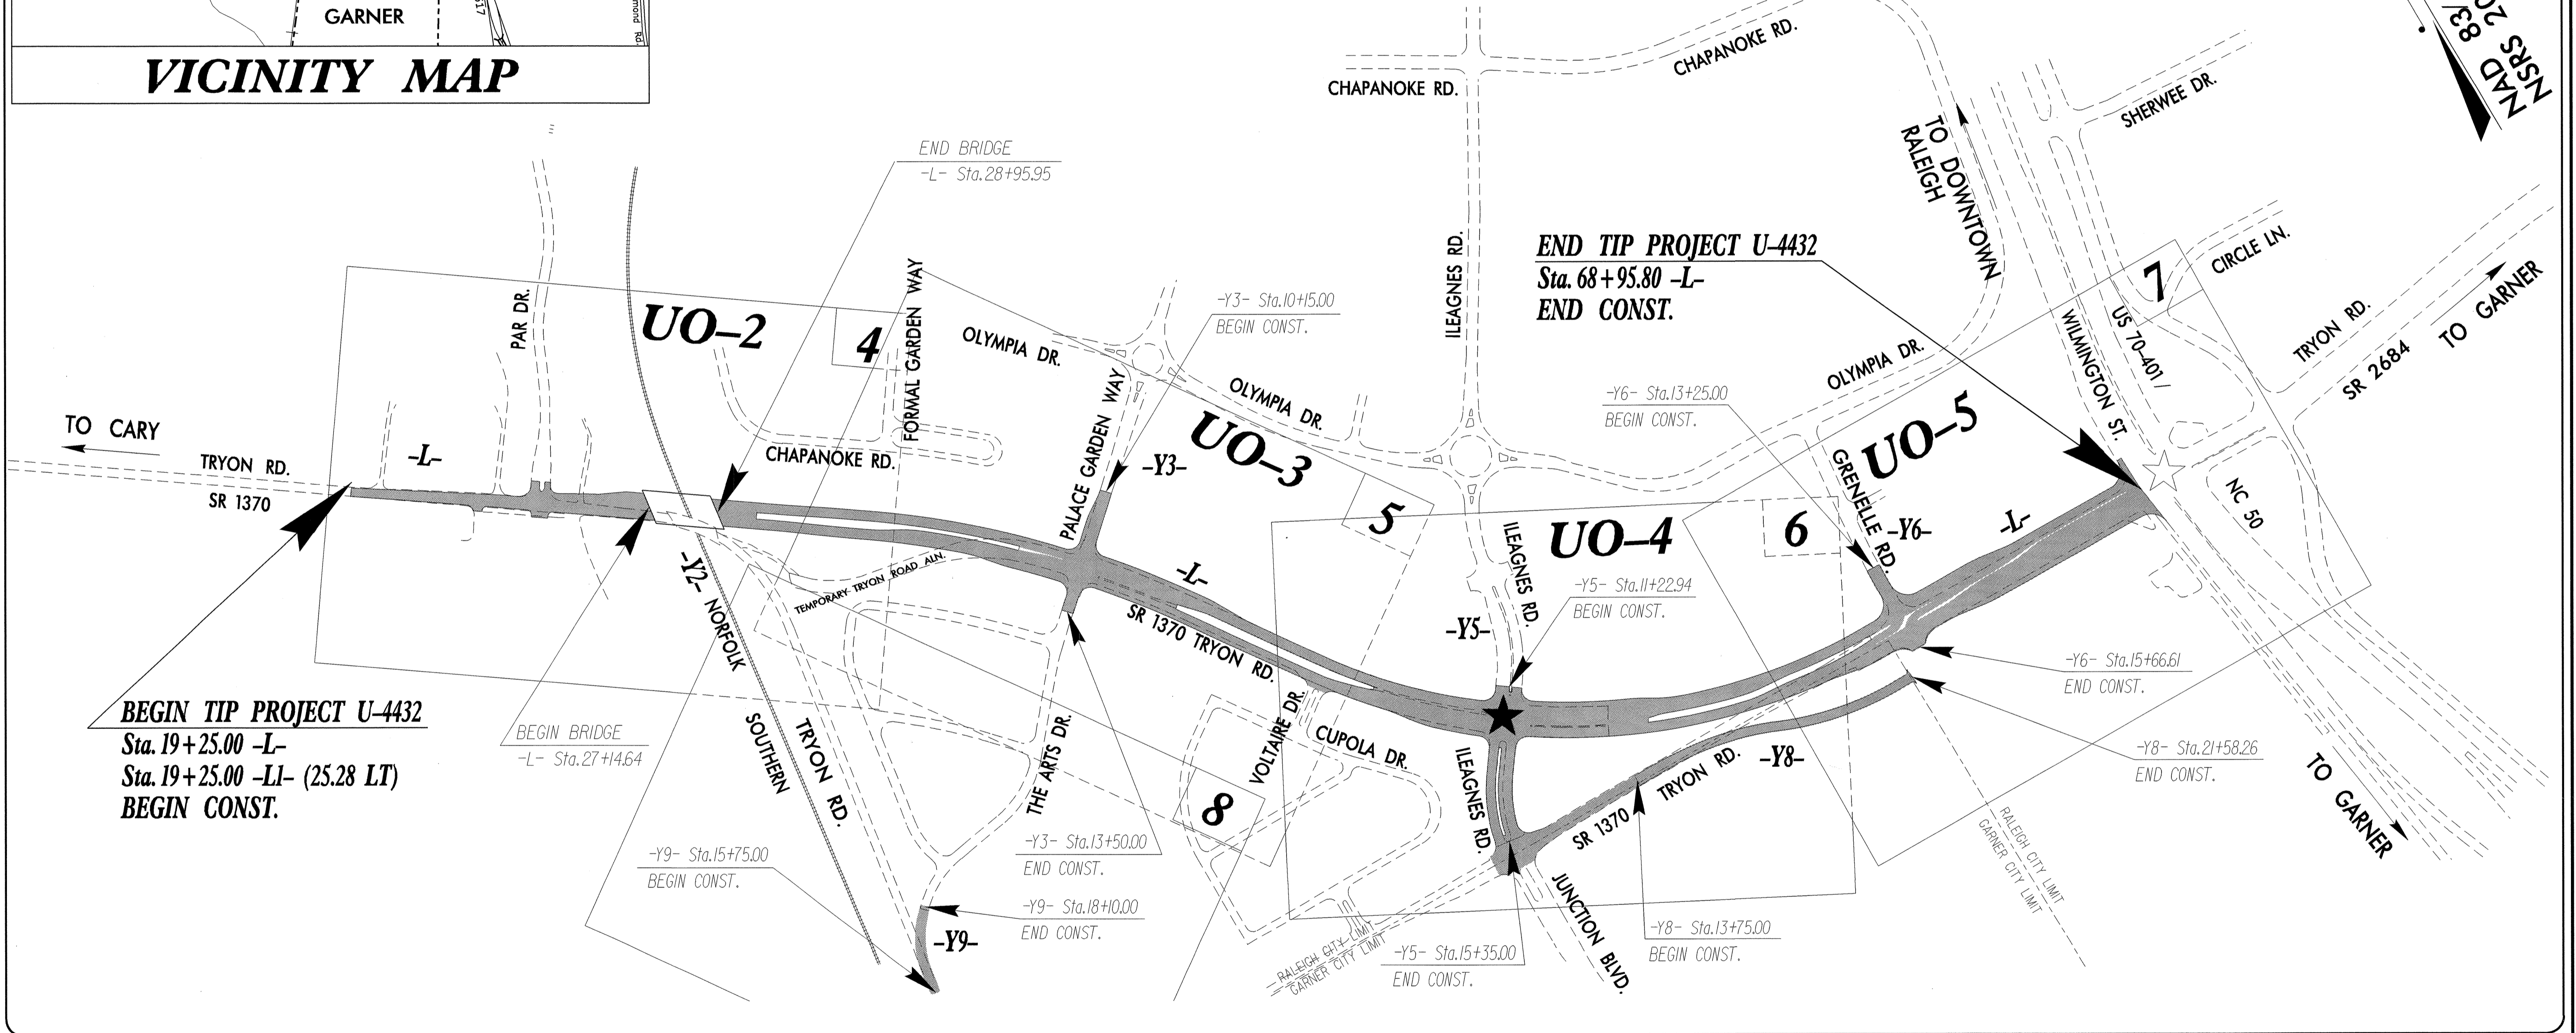 GARNER
VICINITY MAP
NAD 83/
CHAPANOKE RD.
CHAPANOKE RD.
SHERWEE DR.
TO DOWNTOWN
RALEIGH
END BRIDGE
-L- Sta.28+95.95
END TIP PROJECT U-4432
Sta. 68+95.80 -L-
END CONST.
ILEAGNES RD.
CIRCLE LN.
7
TRYON RD.
SR 2684
TO GARNER
WILMINGTON ST.
US 70-401 /
NC 50
PAR DR.
UO-2
4
FORMAL GARDEN WAY
OLYMPIA DR.
-Y3- Sta.10+15.00
BEGIN CONST.
OLYMPIA DR.
OLYMPIA DR.
-Y6- Sta.13+25.00
BEGIN CONST.
PALACE GARDEN WAY
-Y3-
UO-3
5
UO-5
GRENELLE RD.
-Y6-
-L-
TO CARY
TRYON RD.
SR 1370
-L-
CHAPANOKE RD.
ILEAGNES RD.
UO-4
6
-Y5- Sta.11+22.94
BEGIN CONST.
-Y5-
-L-
SR 1370 TRYON RD.
TEMPORARY TRYON ROAD ALN.
-Y2- NORFOLK
SOUTHERN
TRYON RD.
BEGIN TIP PROJECT U-4432
Sta. 19+25.00 -L-
Sta. 19+25.00 -L1- (25.28 LT)
BEGIN CONST.
BEGIN BRIDGE
-L- Sta.27+14.64
THE ARTS DR.
VOLTAIRE DR.
CUPOLA DR.
8
ILEAGNES RD.
SR 1370
TRYON RD.
-Y8-
-Y6- Sta.15+66.61
END CONST.
-Y8- Sta.21+58.26
END CONST.
TO GARNER
RALEIGH CITY LIMIT
GARNER CITY LIMIT
-Y9- Sta.15+75.00
BEGIN CONST.
-Y3- Sta.13+50.00
END CONST.
-Y9- Sta.18+10.00
END CONST.
-Y9-
RALEIGH CITY LIMIT
GARNER CITY LIMIT
-Y5- Sta.15+35.00
END CONST.
JUNCTION BLVD.
-Y8- Sta.13+75.00
BEGIN CONST.